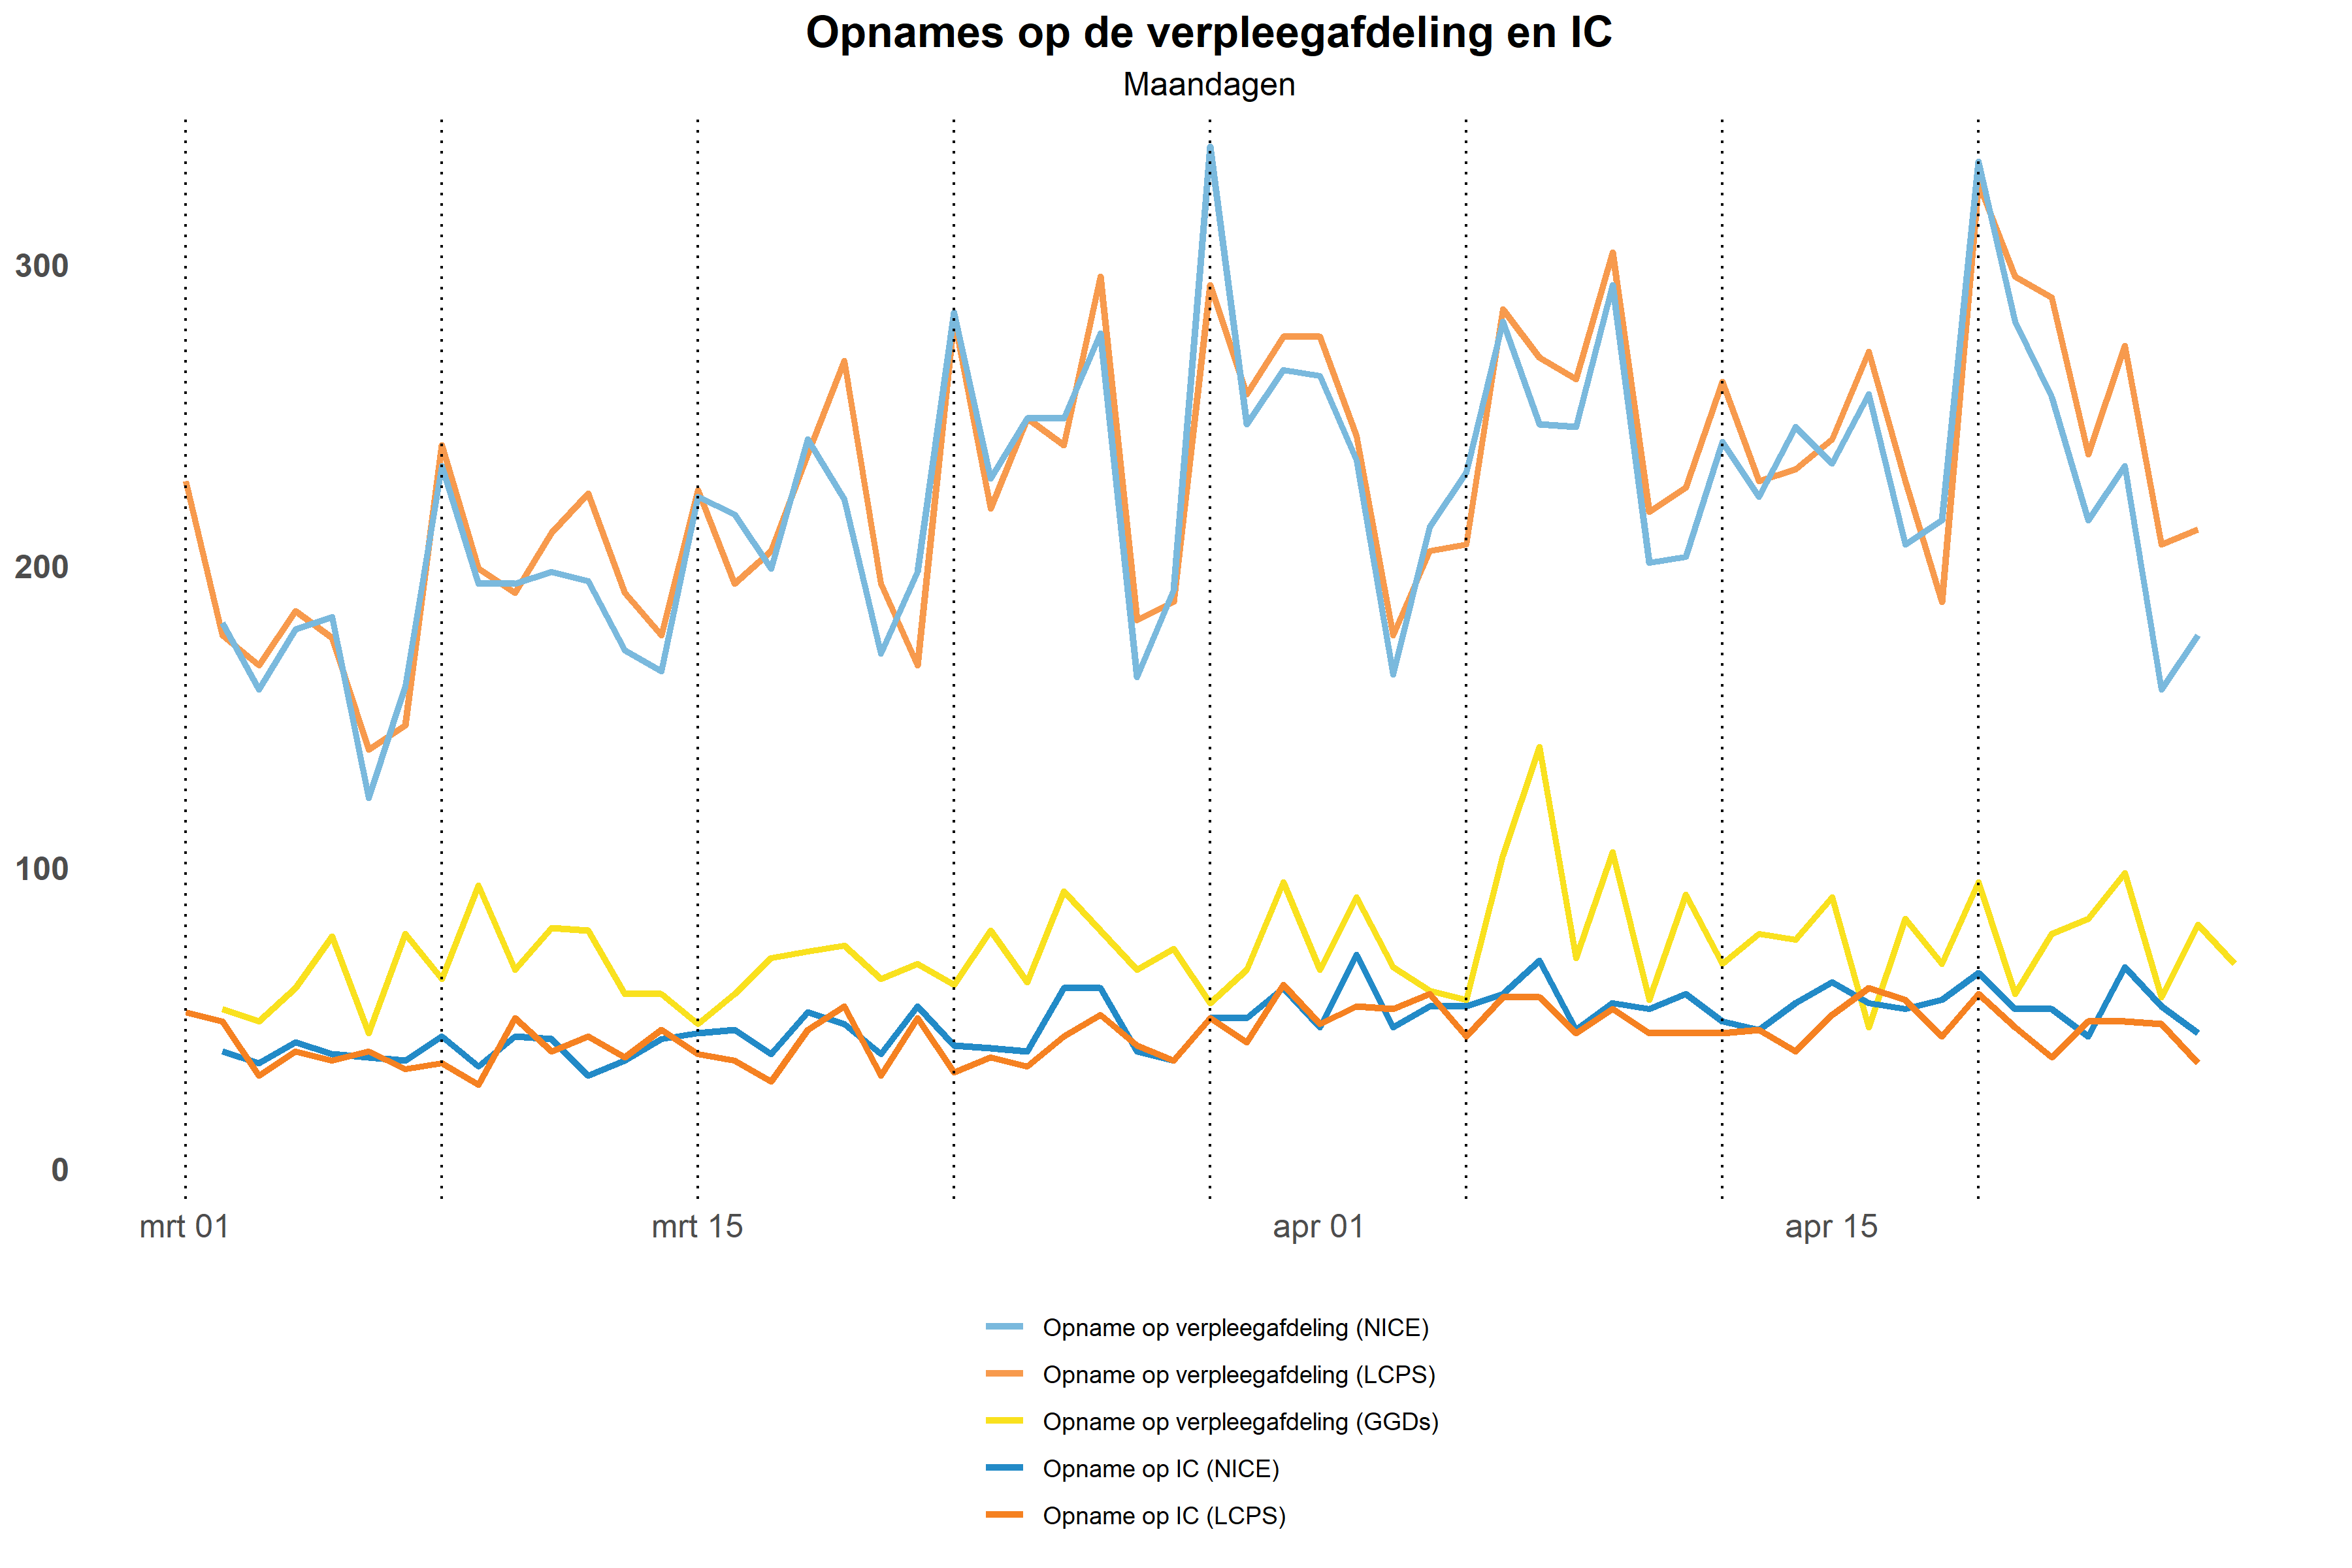 Opnames op de verpleegafdeling en IC
Maandagen
300
200
100
0
mrt 01
mrt 15
apr 01
apr 15
Opname op verpleegafdeling (NICE)
Opname op verpleegafdeling (LCPS)
Opname op verpleegafdeling (GGDs)
Opname op IC (NICE)
Opname op IC (LCPS)